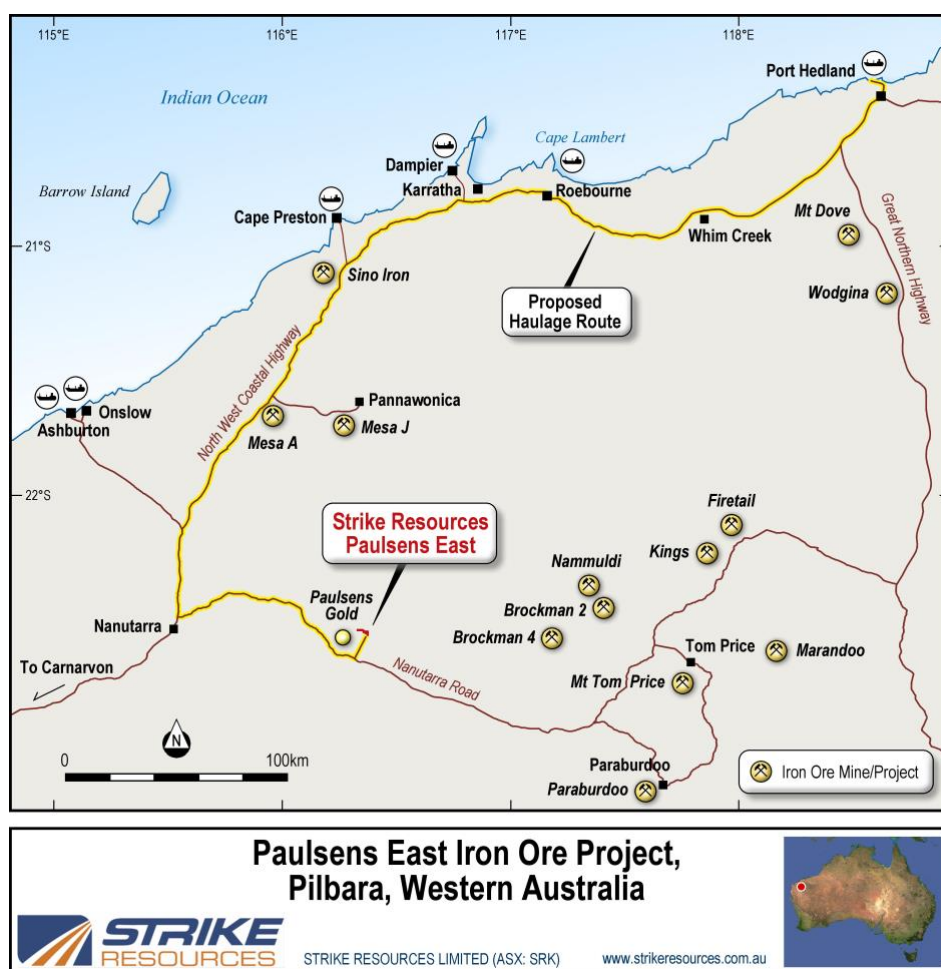 115°E
116°E
117°E
118°E
Port Hedland
Indian Ocean
Cape Lambert
Dampier
Karratha
Barrow Island
Roebourne
Cape Preston
Mt Dove
Great Northern Highway
Whim Creek
21°S
Sino Iron
Wodgina
Proposed
Haulage Route
North West Coastal Highway
Pannawonica
Onslow
Ashburton
Mesa A
Mesa J
22°S
Firetail
Strike Resources
Paulsens East
Kings
Nammuldi
Paulsens
Gold
Brockman 2
Nanutarra
Brockman 4
Tom Price
Marandoo
To Carnarvon
Nanutarra Road
Mt Tom Price
N
0
100km
Paraburdoo
Paraburdoo
Iron Ore Mine/Project
Paulsens East Iron Ore Project,
Pilbara, Western Australia
STRIKE
RESOURCES
STRIKE RESOURCES LIMITED (ASX: SRK)
www.strikeresources.com.au